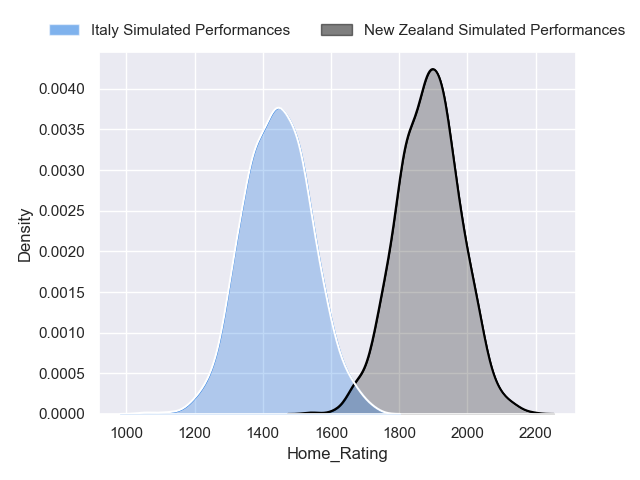 Italy Simulated Performances New Zealand Simulated Performances
0.0040
0.0035
0.0030
0.0025
0.0020
0.0015
0.0010
0.0005
0.0000
Density
1000 1200 1400 1600 1800 2000 2200
Home_Rating